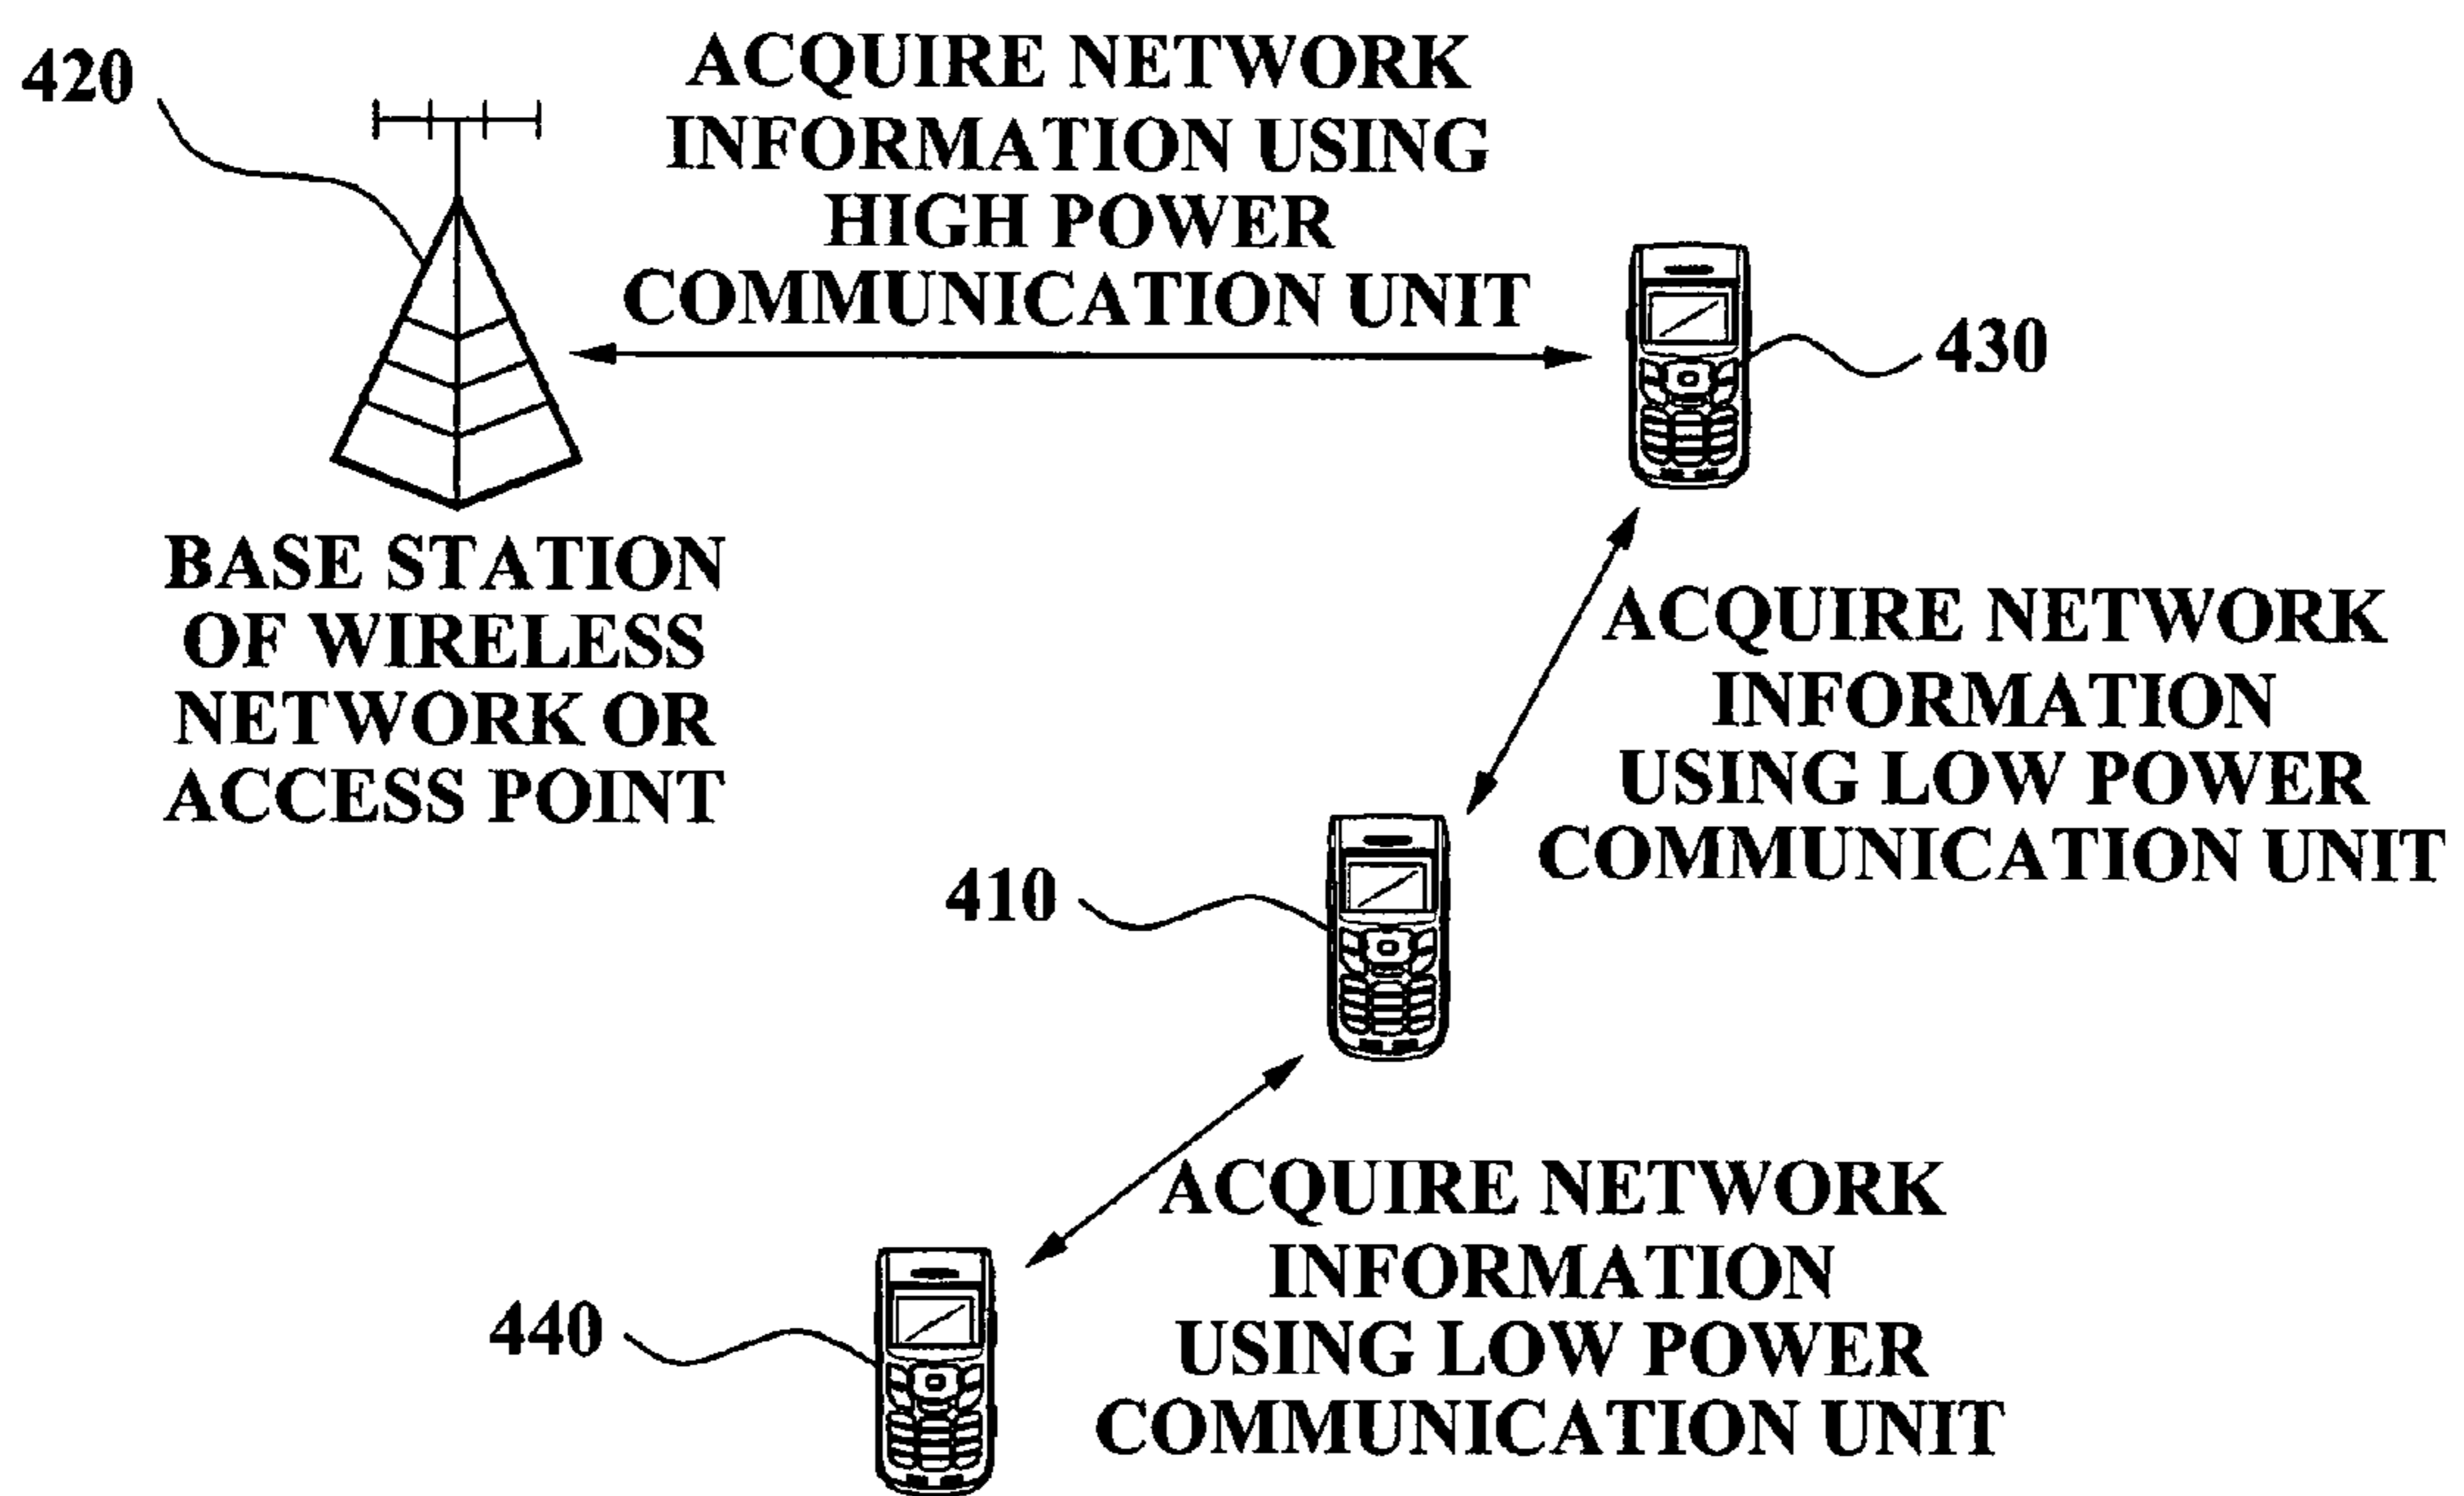 420
ACQUIRE NETWORK
INFORMATION USING
HIGH POWER
COMMUNICATION UNIT
430
BASE STATION
OF WIRELESS
NETWORK OR
ACCESS POINT
ACQUIRE NETWORK
INFORMATION
USING LOW POWER
COMMUNICATION UNIT
410
ACQUIRE NETWORK
INFORMATION
USING LOW POWER
COMMUNICATION UNIT
440